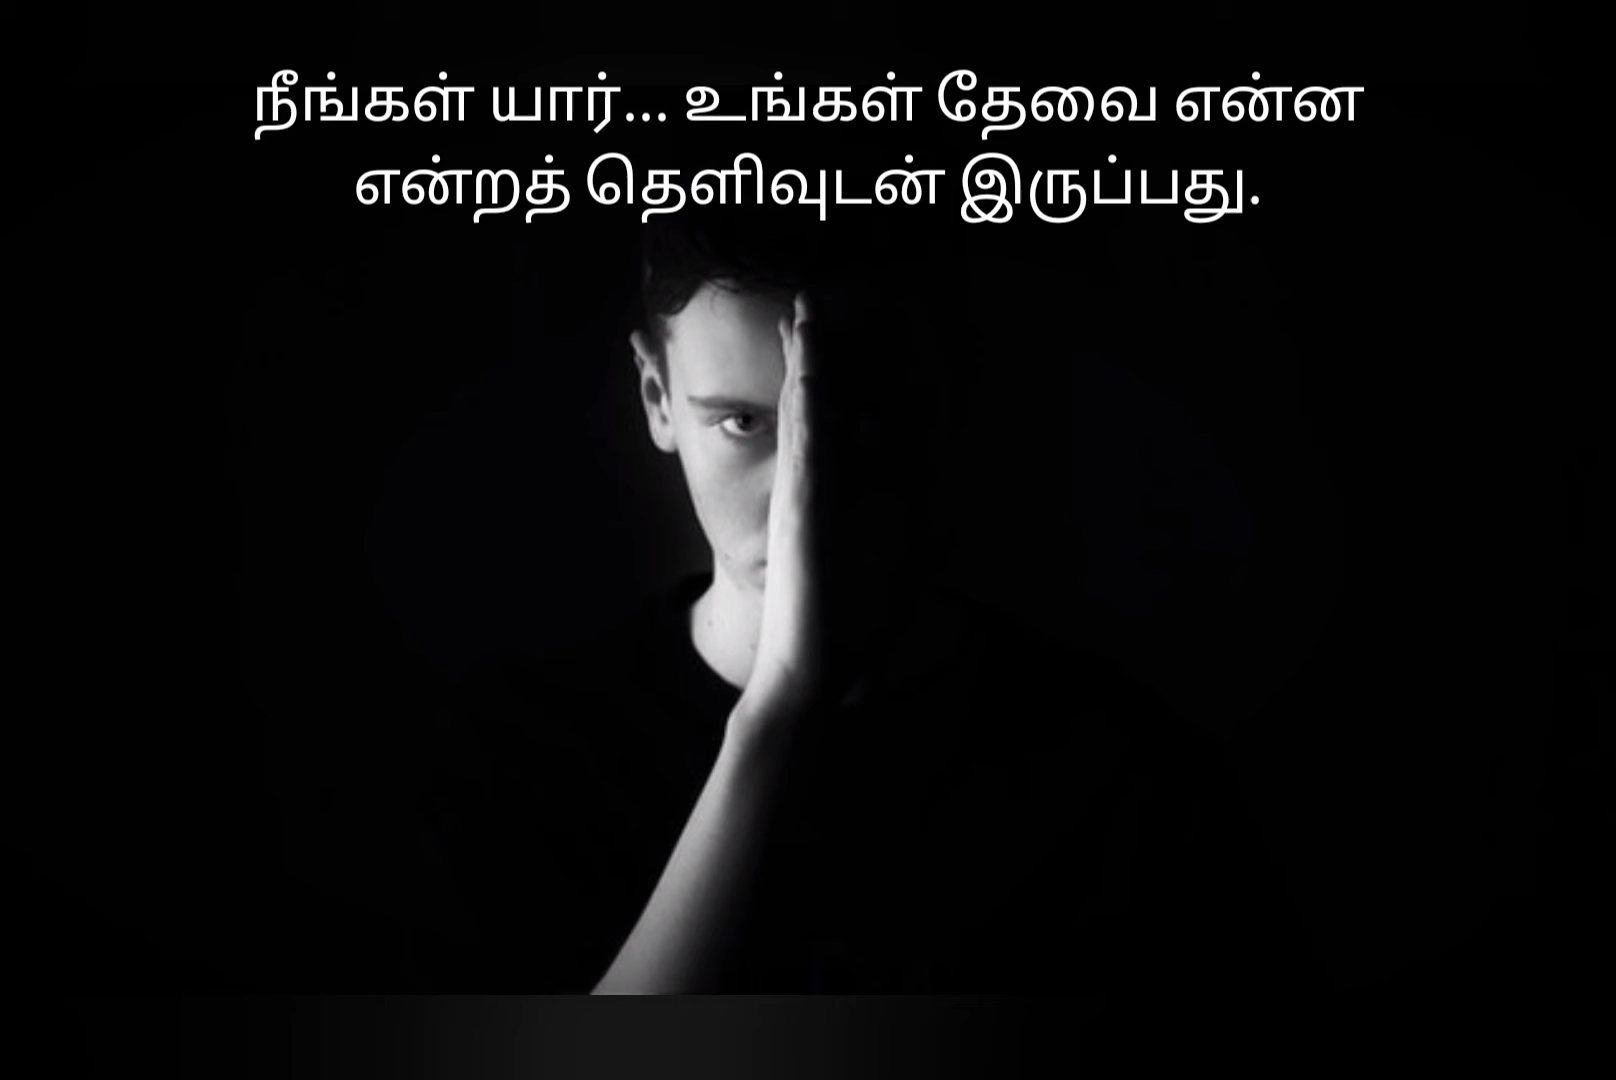 நீங்கள் யார்... உங்கள் தேவை என்ன
என்றத் தெளிவுடன் இருப்பது.